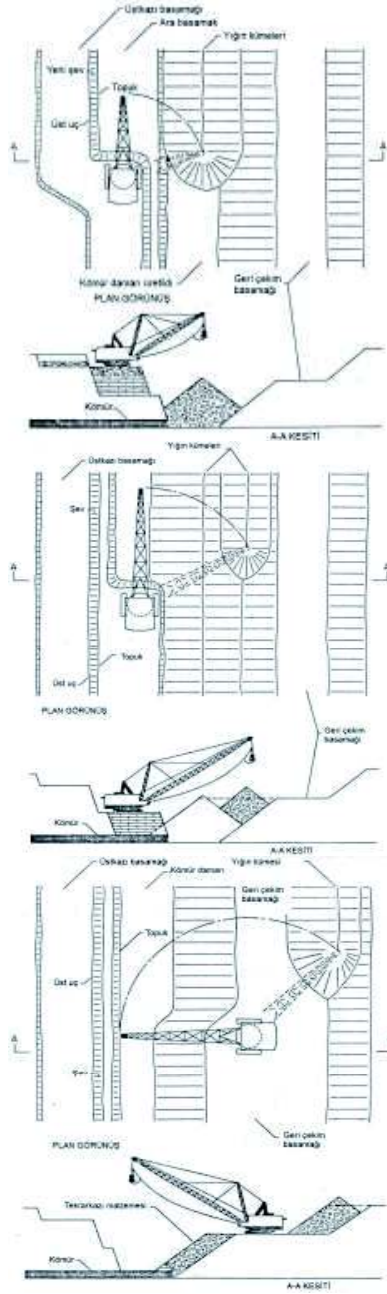 Üstkazı basamağı
Ara basamak
Yığın kümeleri
Yeni şev
Topuk
Üst uç
A
A
Kömür damarı üretildi
Geri çekim
basamağı
PLAN GÖRÜNÜŞ
Kömür
A-A KESİTİ
Yığın kümeleri
Üstkazı basamağı
Şev
A
A
Topuk
Üst uç
PLAN GÖRÜNÜŞ
Geri çekim
basamağı
Kömür
A-A KESİTİ
Üstkazı basamağı
Yığın kümesi
Kömür damarı
Geri çekim
basamağı
Topuk
Üst uç
A
A
Şev
PLAN GÖRÜNÜŞ
Geri çekim
basamağı
Tekrarkazı malzemesi
Kömür
A-A KESİTİ